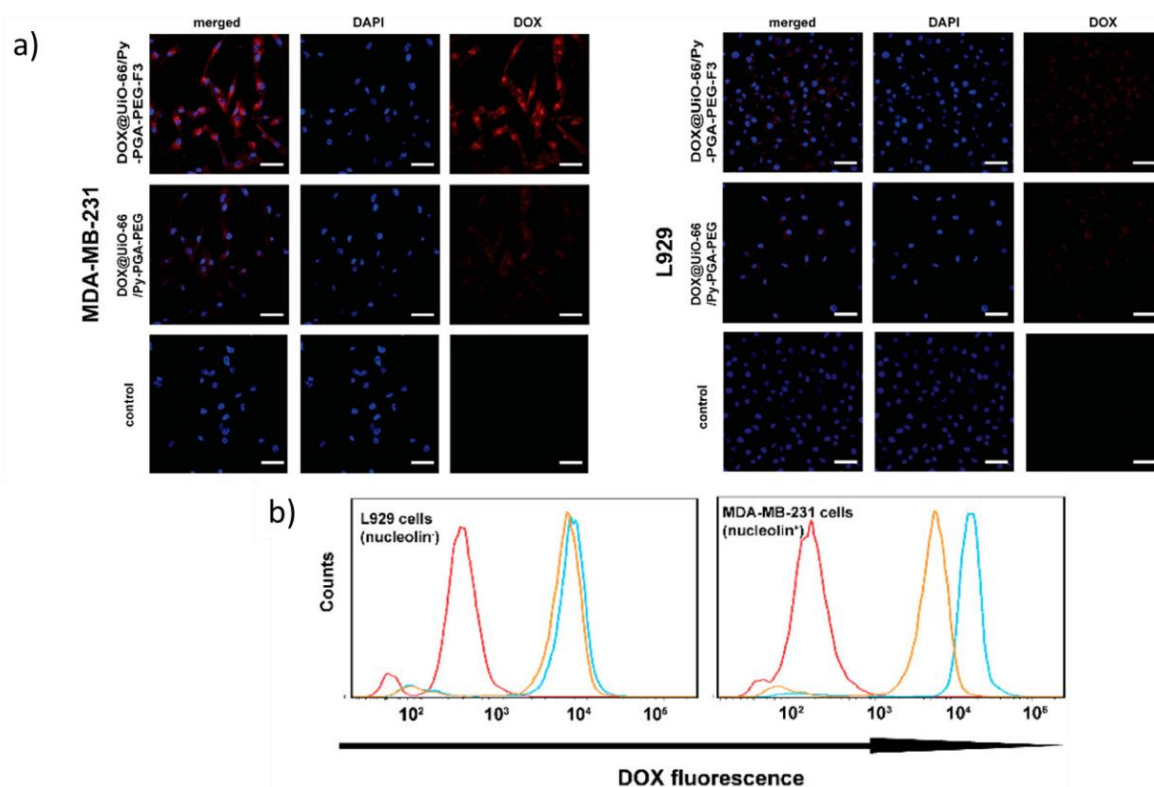 a)
merged DAPI DOX
merged DAPI DOX
MDA-MB-231
DOX@UiO-66/Py
-PGA-PEG-F3
DOX@UiO-66
/Py-PGA-PEG
control
L929
DOX@UiO-66/Py
-PGA-PEG-F3
DOX@UiO-66
/Py-PGA-PEG
control
b)
Counts
L929 cells
(nucleolin⁻)
10² 10³ 10⁴ 10⁵
MDA-MB-231 cells
(nucleolin⁺)
10² 10³ 10⁴ 10⁵
DOX fluorescence